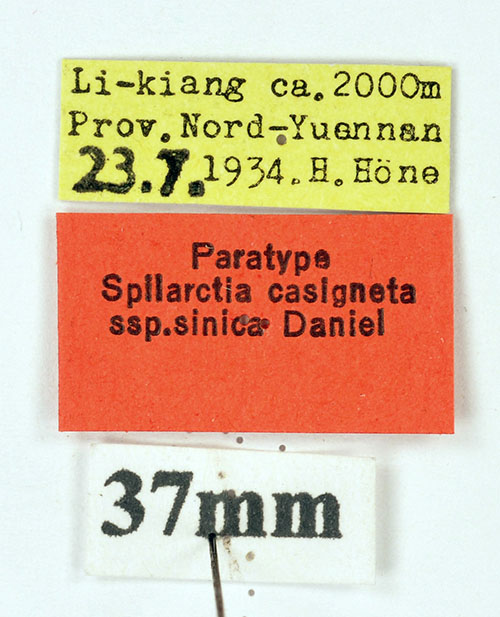 Li-kiang ca. 2000m
Prov. Nord-Yuennan
23.7.1934. H. Höne
Paratype
Spilarctia casigneta
ssp.sinica Daniel
37mm